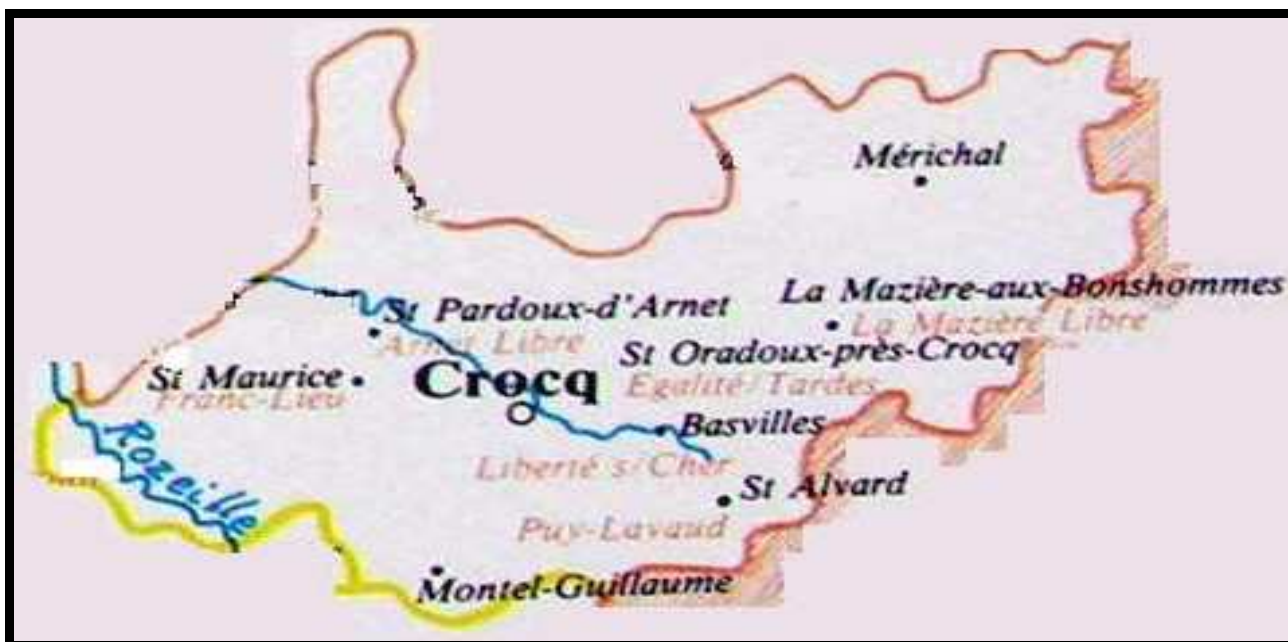 Mérichal
La Mazière-aux-Bonshommes
St Pardoux-d'Arnet
La Mazière Libre
Arnet Libre
St Oradoux-près-Crocq
St Maurice
Crocq
Egalité/Tardes
Franc-Lieu
Basvilles
Rozeille
Liberté s/Cher
St Alvard
Puy-Lavaud
Montel-Guillaume